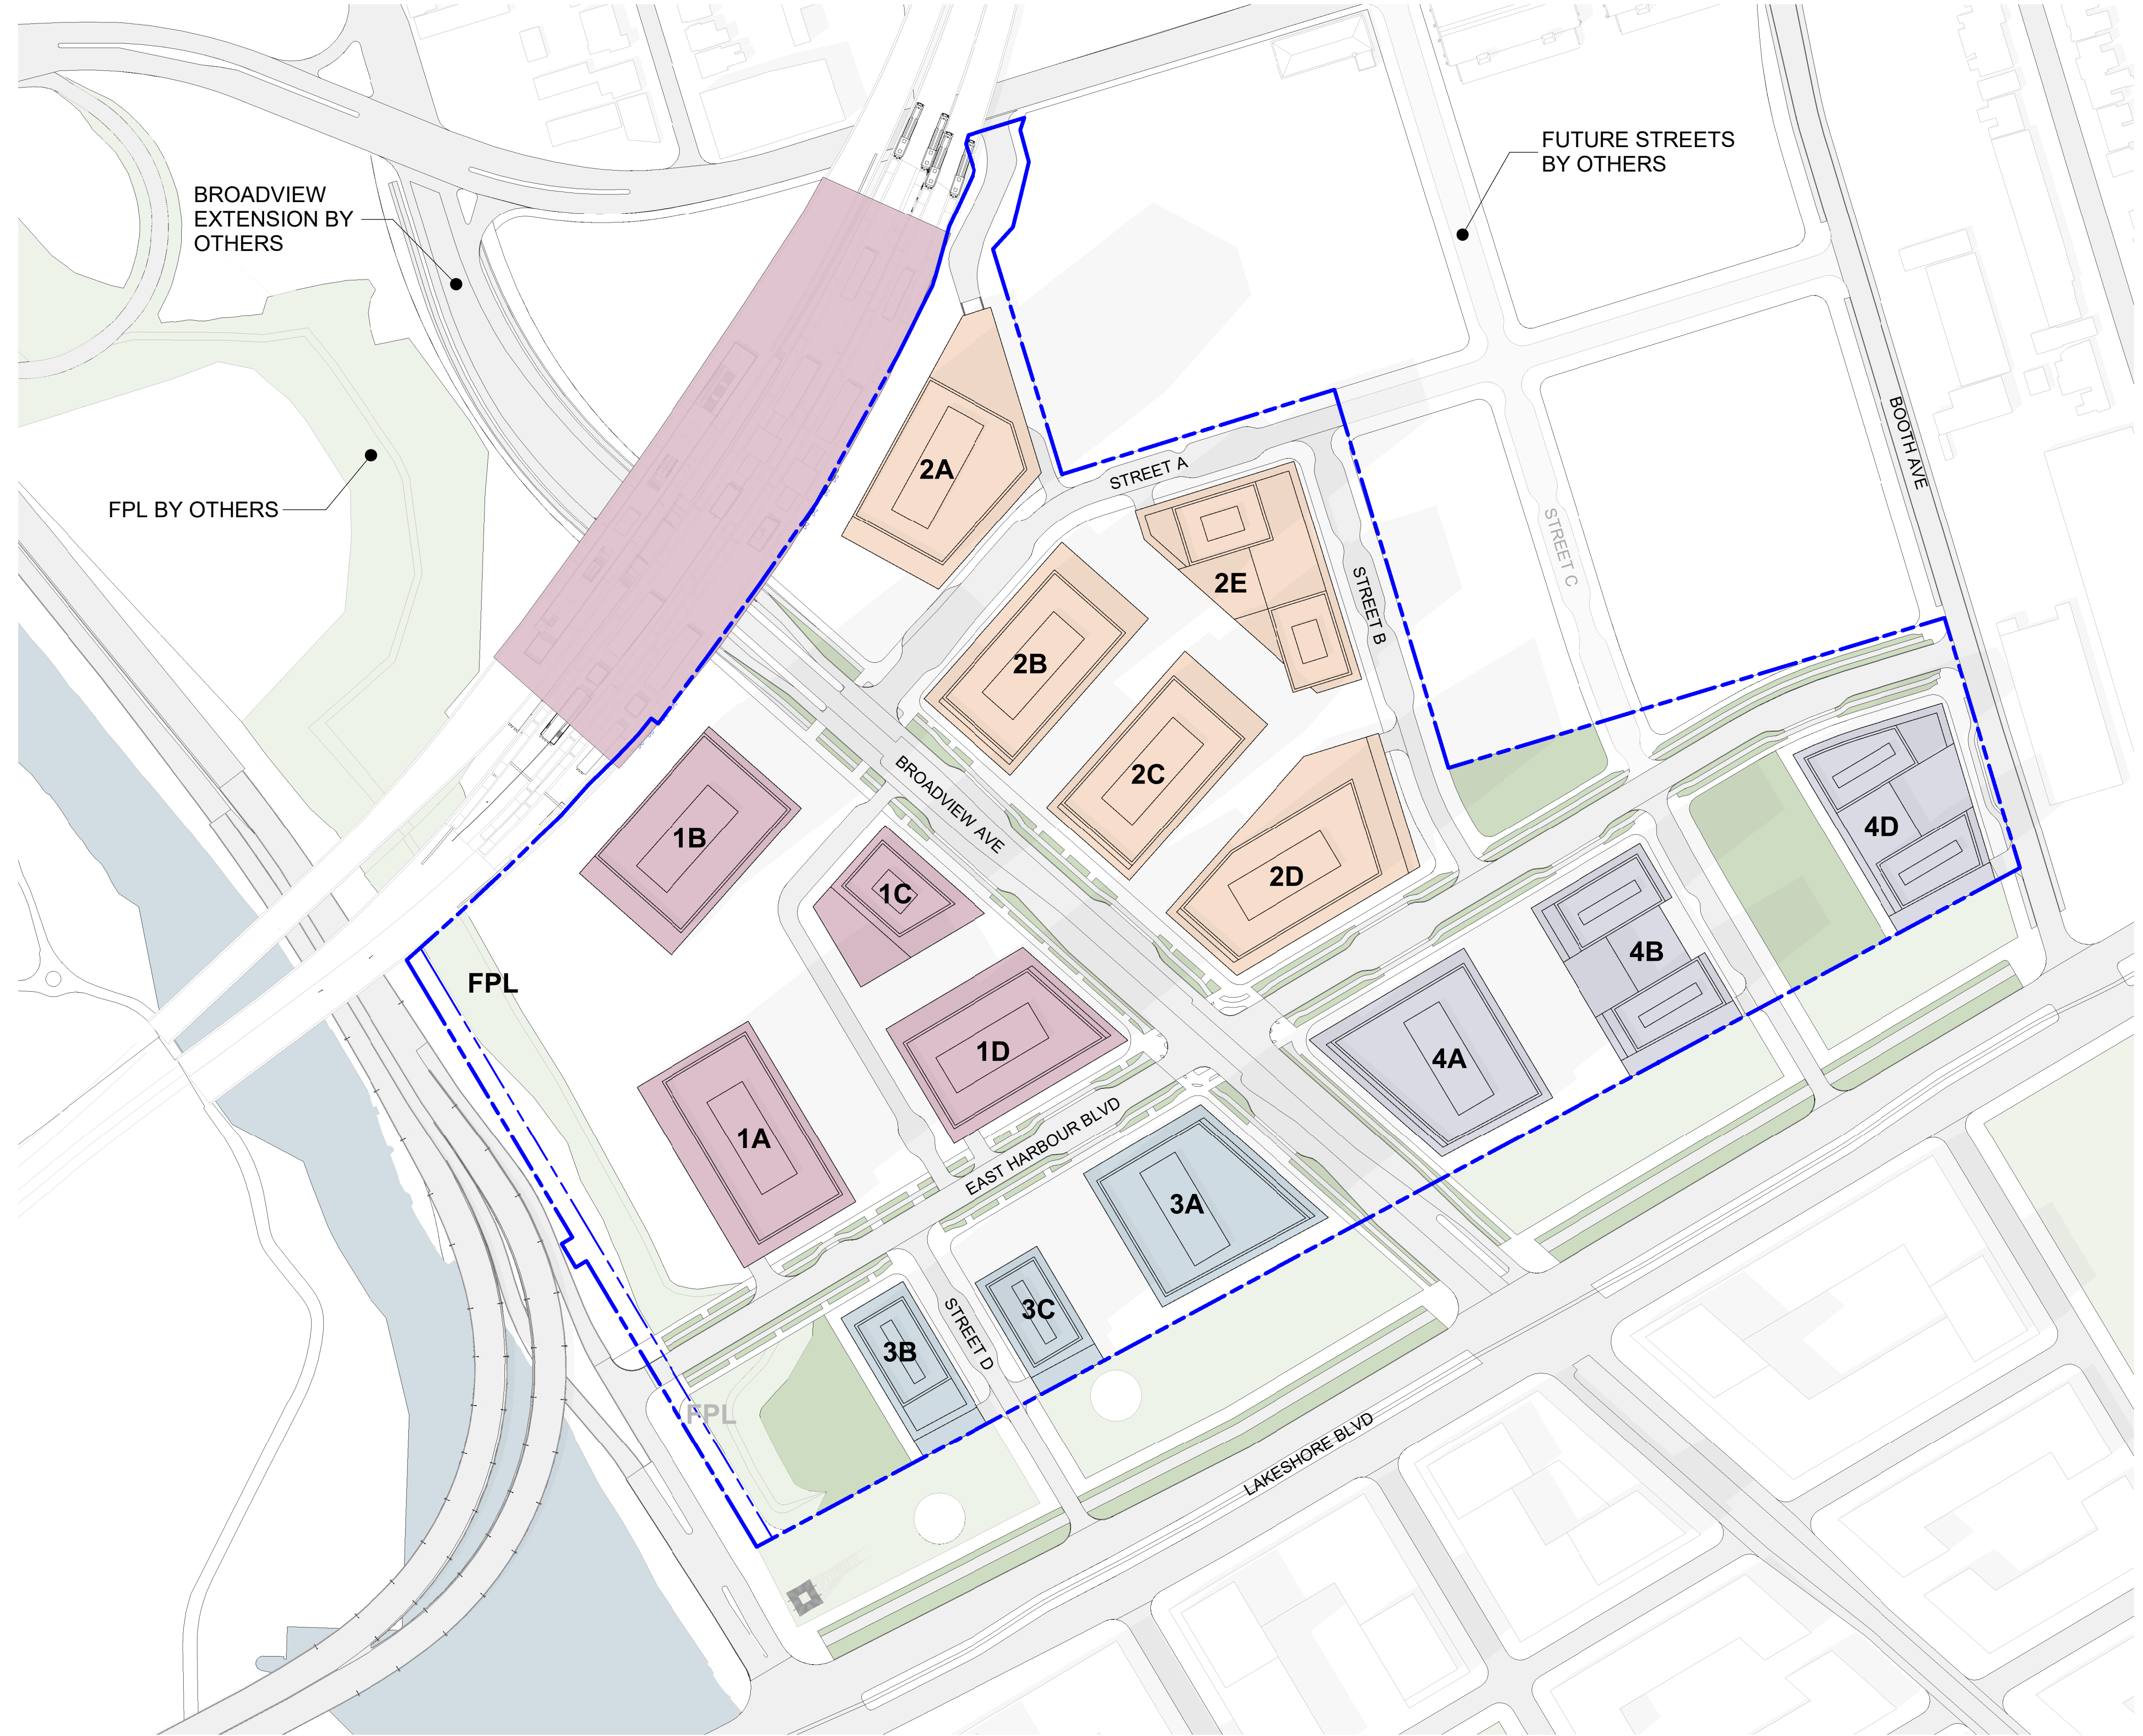 FUTURE STREETS
BY OTHERS
BROADVIEW
EXTENSION BY
OTHERS
BOOTH AVE
2A
STREET A
FPL BY OTHERS
STREET C
2E
STREET B
2B
2C
BROADVIEW AVE
1B
4D
2D
1C
4B
FPL
1D
4A
1A
EAST HARBOUR BLVD
3A
3C
STREET D
3B
FPL
LAKESHORE BLVD